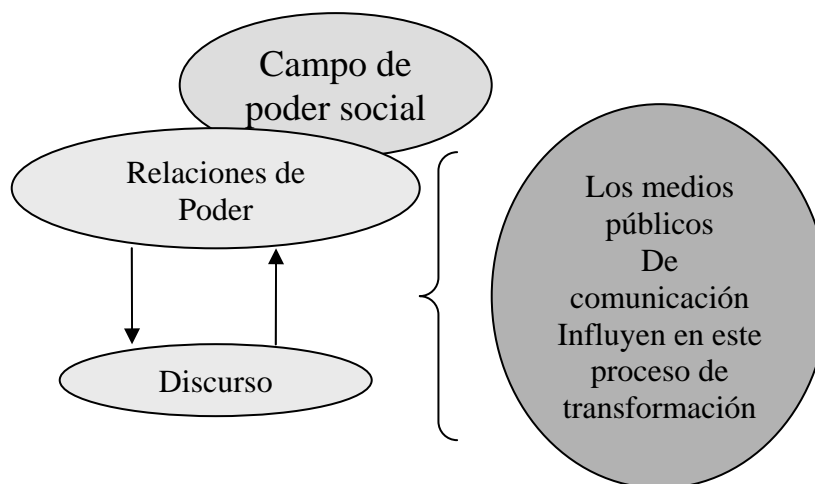 Campo de
poder social
Relaciones de
Poder
Discurso
Los medios
públicos
De
comunicación
Influyen en este
proceso de
transformación